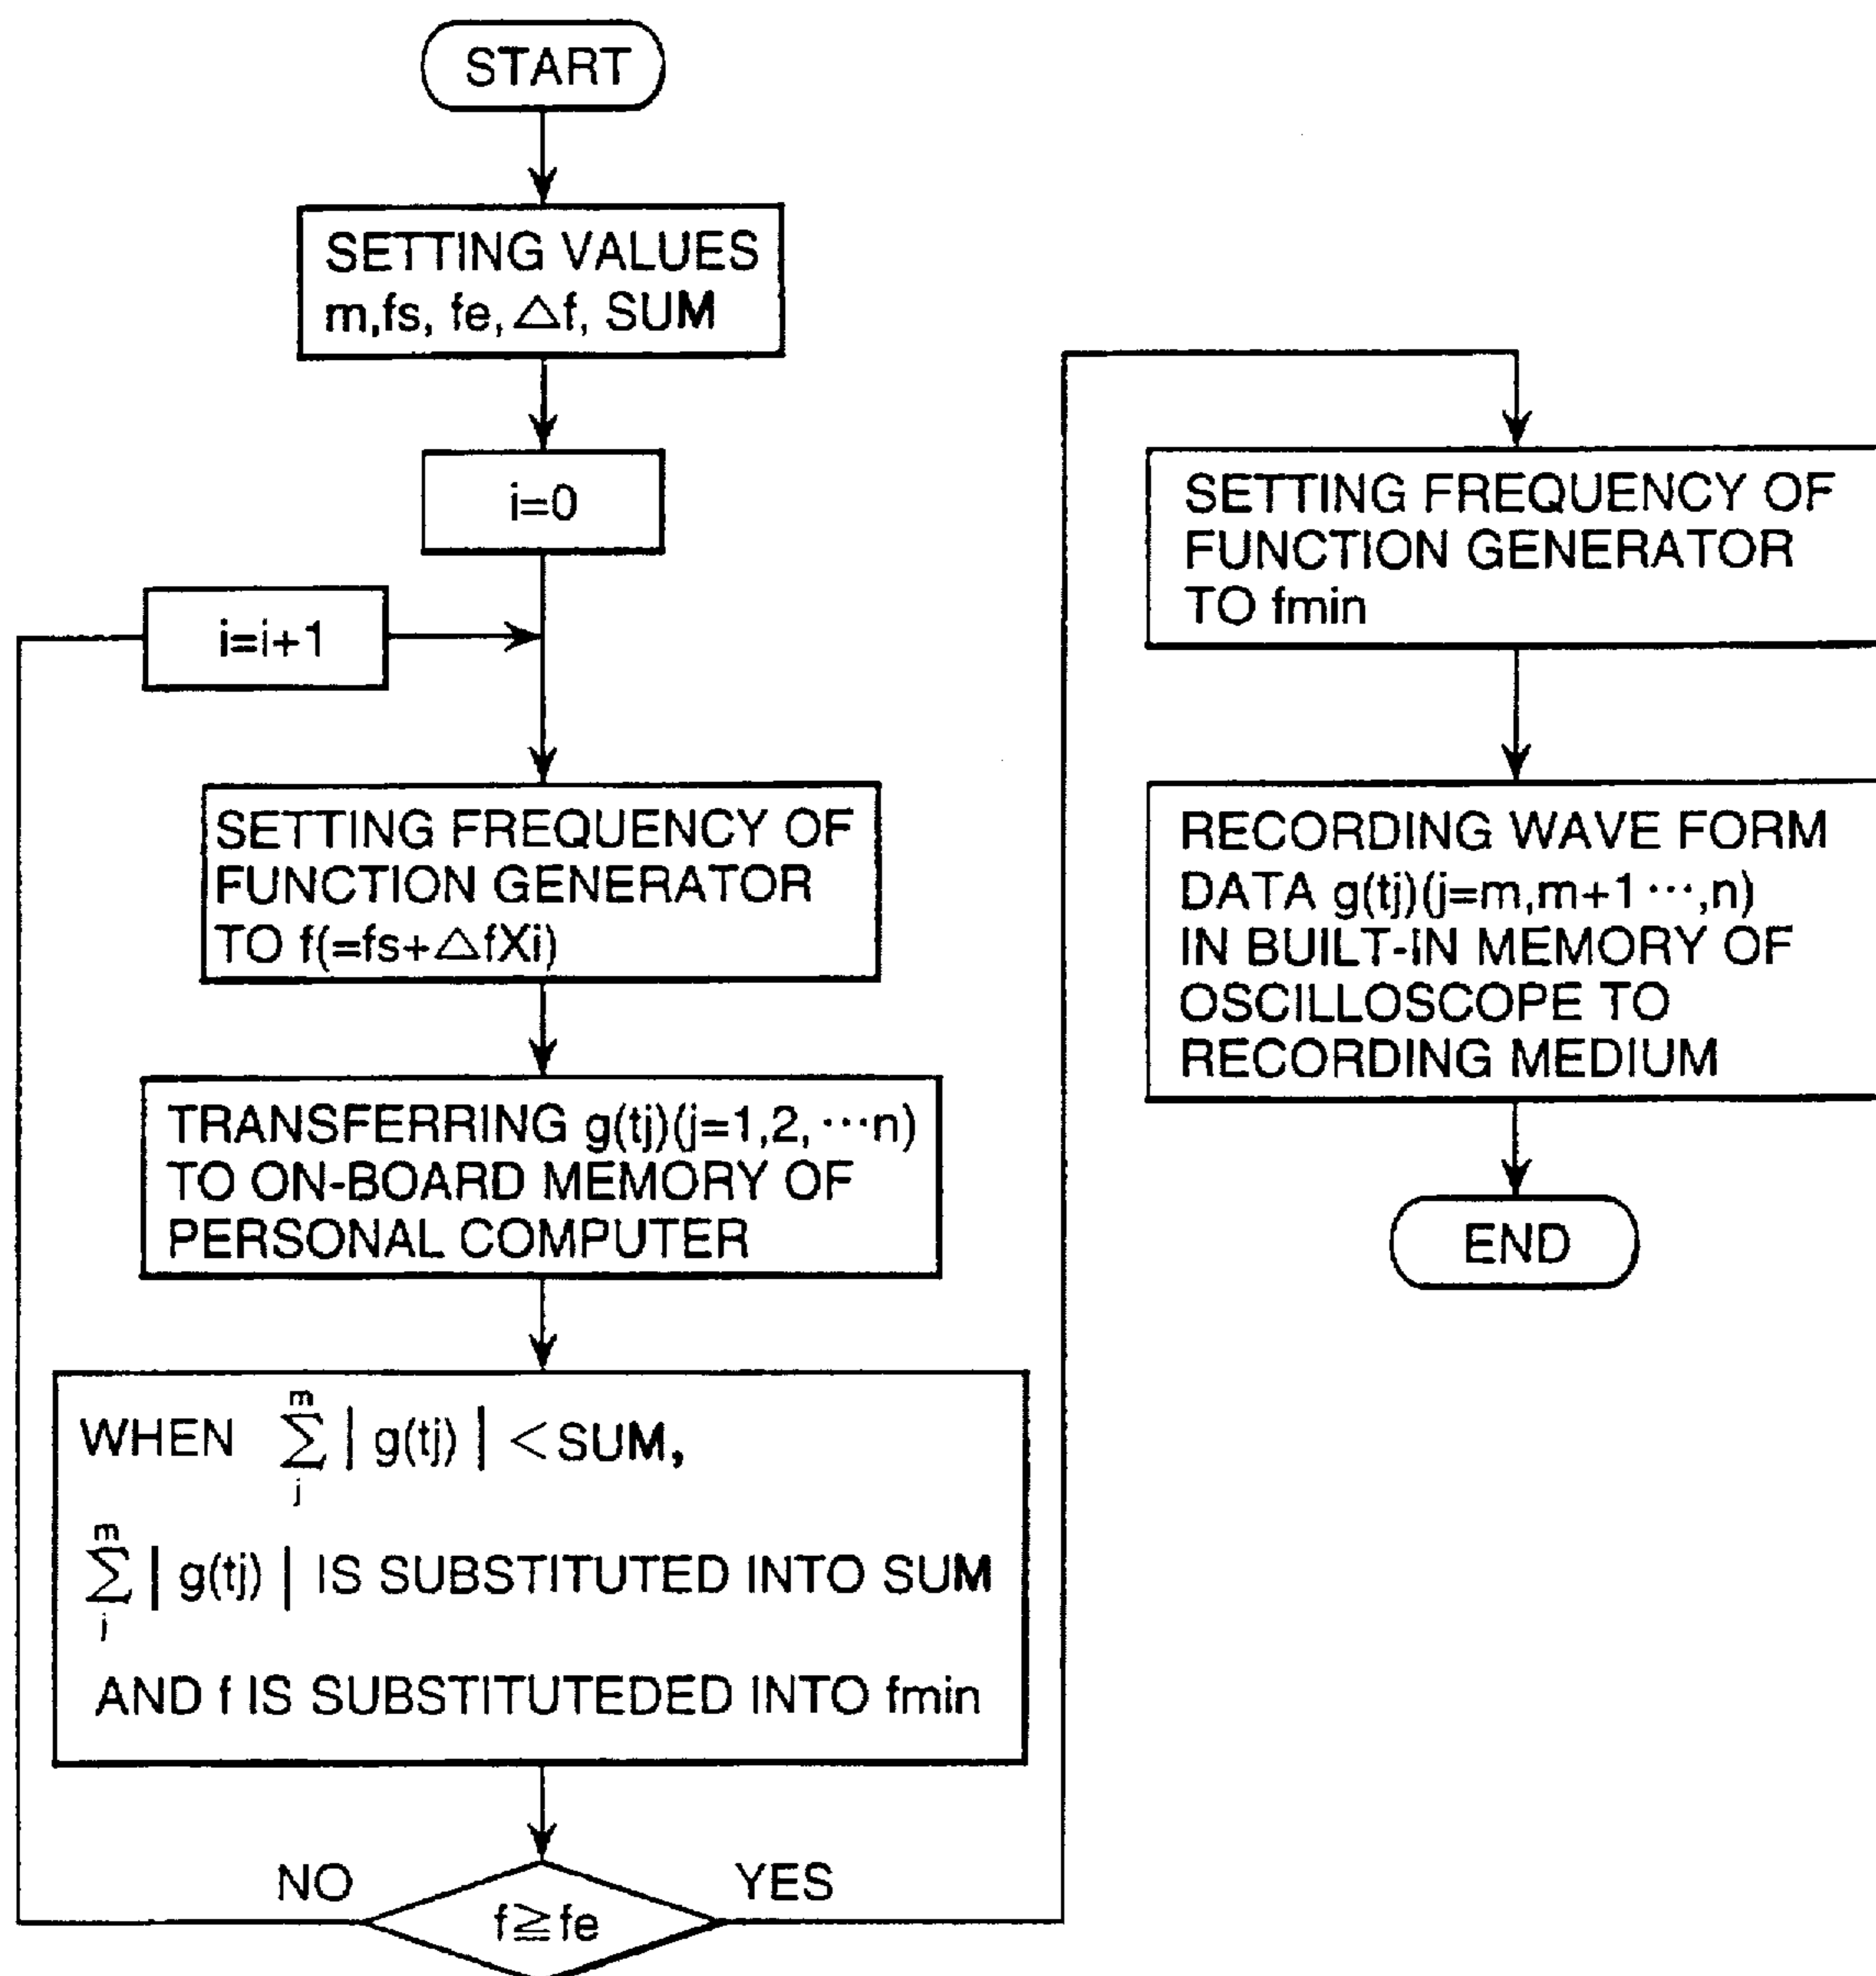 START
SETTING VALUES
m,fs, fe, △f, SUM
i=0
i=i+1
SETTING FREQUENCY OF
FUNCTION GENERATOR
TO f(=fs+△fXi)
TRANSFERRING g(tj)(j=1,2, ⋯n)
TO ON-BOARD MEMORY OF
PERSONAL COMPUTER
WHEN m∑j | g(tj) | < SUM,
m∑j | g(tj) | IS SUBSTITUTED INTO SUM
AND f IS SUBSTITUTEDED INTO fmin
NO
YES
f≧fe
SETTING FREQUENCY OF
FUNCTION GENERATOR
TO fmin
RECORDING WAVE FORM
DATA g(tj)(j=m,m+1 ⋯,n)
IN BUILT-IN MEMORY OF
OSCILLOSCOPE TO
RECORDING MEDIUM
END